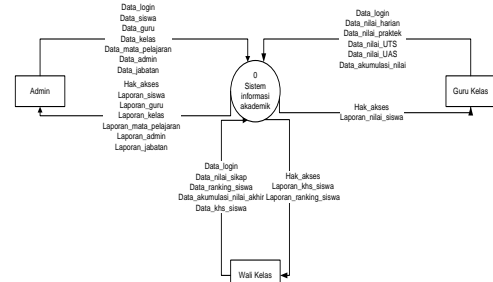 Data_login
Data_siswa
Data_guru
Data_kelas
Data_mata_pelajaran
Data_admin
Data_jabatan
Admin
Hak_akses
Laporan_siswa
Laporan_guru
Laporan_kelas
Laporan_mata_pelajaran
Laporan_admin
Laporan_jabatan
0
Sistem
informasi
akademik
Data_login
Data_nilai_harian
Data_nilai_praktek
Data_nilai_UTS
Data_nilai_UAS
Data_akumulasi_nilai
Guru Kelas
Hak_akses
Laporan_nilai_siswa
Data_login
Data_nilai_sikap
Data_ranking_siswa
Data_akumulasi_nilai_akhir
Data_khs_siswa
Hak_akses
Laporan_khs_siswa
Laporan_ranking_siswa
Wali Kelas